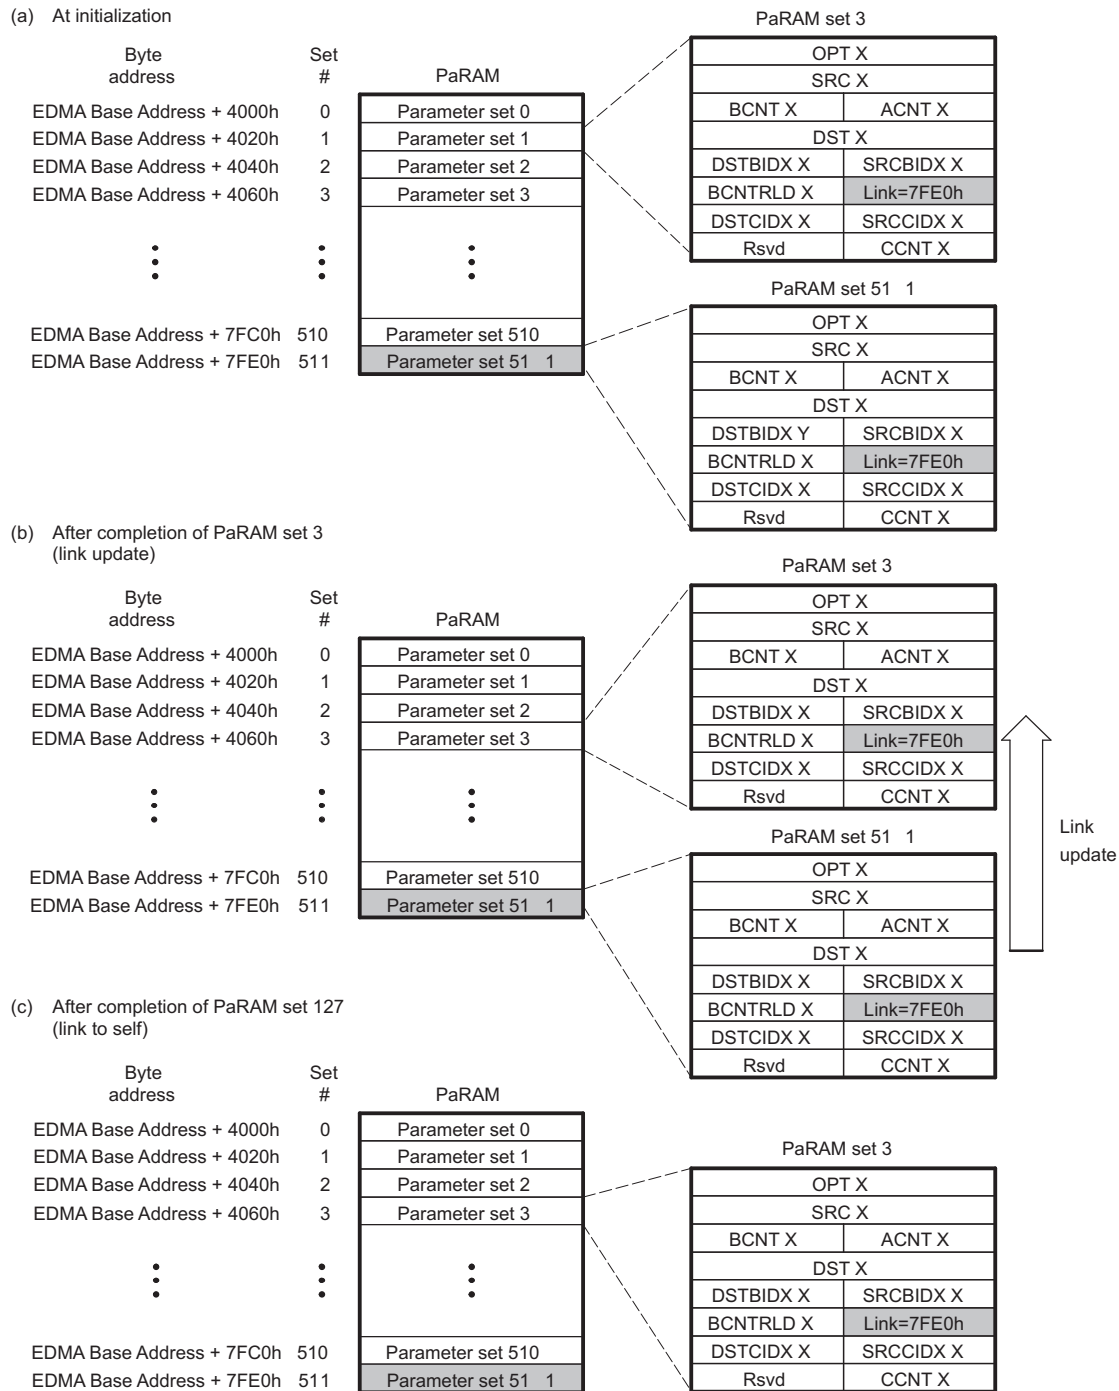 (a) At initialization
PaRAM set 3
Byte address
Set #
PaRAM
OPT X
SRC X
BCNT X ACNT X
DST X
DSTBIDX X SRCBIDX X
BCNTRLD X Link=7FE0h
DSTCIDX X SRCCIDX X
Rsvd CCNT X
EDMA Base Address + 4000h 0 Parameter set 0
EDMA Base Address + 4020h 1 Parameter set 1
EDMA Base Address + 4040h 2 Parameter set 2
EDMA Base Address + 4060h 3 Parameter set 3
EDMA Base Address + 7FC0h 510 Parameter set 510
EDMA Base Address + 7FE0h 511 Parameter set 51 1
PaRAM set 51 1
OPT X
SRC X
BCNT X ACNT X
DST X
DSTBIDX Y SRCBIDX X
BCNTRLD X Link=7FE0h
DSTCIDX X SRCCIDX X
Rsvd CCNT X
(b) After completion of PaRAM set 3
(link update)
PaRAM set 3
Byte address
Set #
PaRAM
OPT X
SRC X
BCNT X ACNT X
DST X
DSTBIDX X SRCBIDX X
BCNTRLD X Link=7FE0h
DSTCIDX X SRCCIDX X
Rsvd CCNT X
EDMA Base Address + 4000h 0 Parameter set 0
EDMA Base Address + 4020h 1 Parameter set 1
EDMA Base Address + 4040h 2 Parameter set 2
EDMA Base Address + 4060h 3 Parameter set 3
EDMA Base Address + 7FC0h 510 Parameter set 510
EDMA Base Address + 7FE0h 511 Parameter set 51 1
Link
update
PaRAM set 51 1
OPT X
SRC X
BCNT X ACNT X
DST X
DSTBIDX X SRCBIDX X
BCNTRLD X Link=7FE0h
DSTCIDX X SRCCIDX X
Rsvd CCNT X
(c) After completion of PaRAM set 127
(link to self)
Byte address
Set #
PaRAM
EDMA Base Address + 4000h 0 Parameter set 0
EDMA Base Address + 4020h 1 Parameter set 1
EDMA Base Address + 4040h 2 Parameter set 2
EDMA Base Address + 4060h 3 Parameter set 3
EDMA Base Address + 7FC0h 510 Parameter set 510
EDMA Base Address + 7FE0h 511 Parameter set 51 1
PaRAM set 3
OPT X
SRC X
BCNT X ACNT X
DST X
DSTBIDX X SRCBIDX X
BCNTRLD X Link=7FE0h
DSTCIDX X SRCCIDX X
Rsvd CCNT X